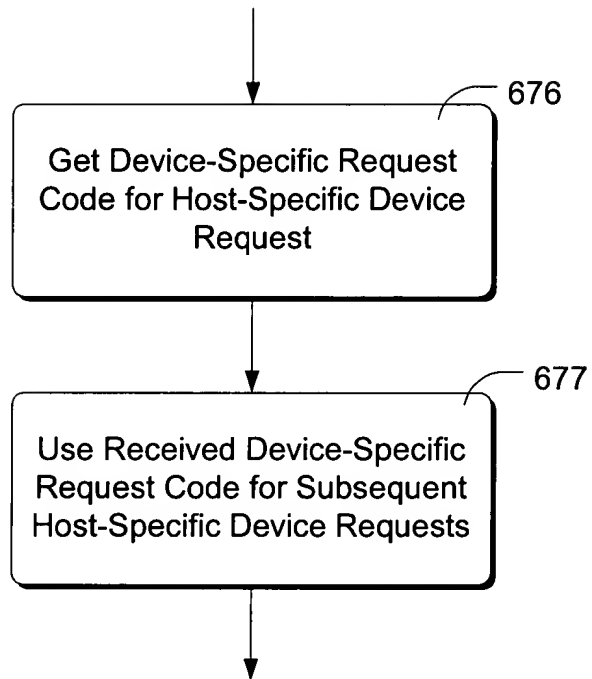 676
Get Device-Specific Request
Code for Host-Specific Device
Request
677
Use Received Device-Specific
Request Code for Subsequent
Host-Specific Device Requests